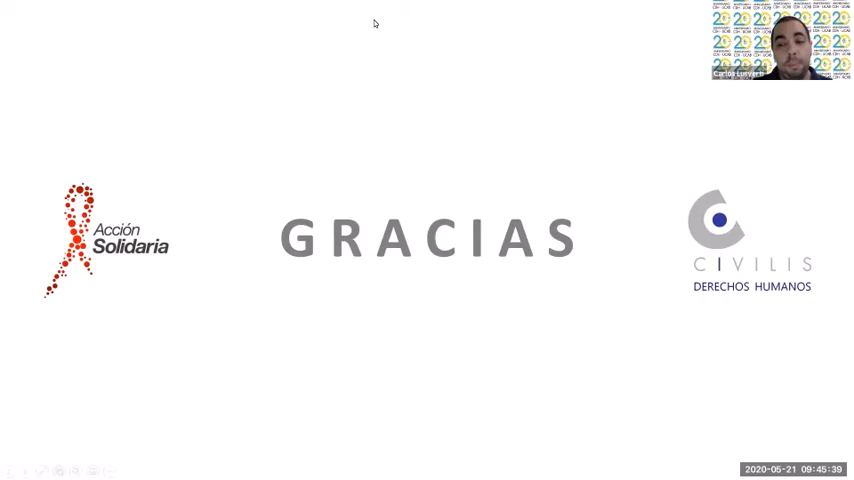 Acción
Solidaria
GRACIAS
CIVILIS
DERECHOS HUMANOS
2020-05-21 09:45:39